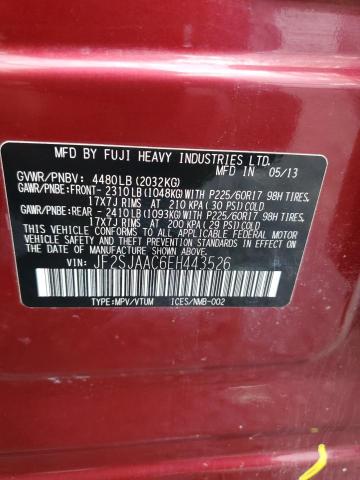 MFD BY FUJI HEAVY INDUSTRIES LTD. IN 05/13
GVWR/PNBV: 4480LB (2032KG)
GAWR/PNBE: FRONT- 2310LB (1048KG) WITH P225/60R17 98H TIRES,
17X7J RIMS AT 210 KPA (30 PSI) COLD
GAWR/PNBE: REAR - 2410LB (1093KG) WITH P225/60R17 98H TIRES,
17X7J RIMS AT 200 KPA (29 PSI) COLD
THIS VEHICLE CONFORMS TO ALL APPLICABLE FEDERAL MOTOR
VEHICLE SAFETY AND BUMPER STANDARDS IN EFFECT ON THE
DATE OF MANUFACTURE SHOWN ABOVE.
VIN: JF2SJAAC6EH443526
TYPE:MPV/VTUM ICES/NMB-002